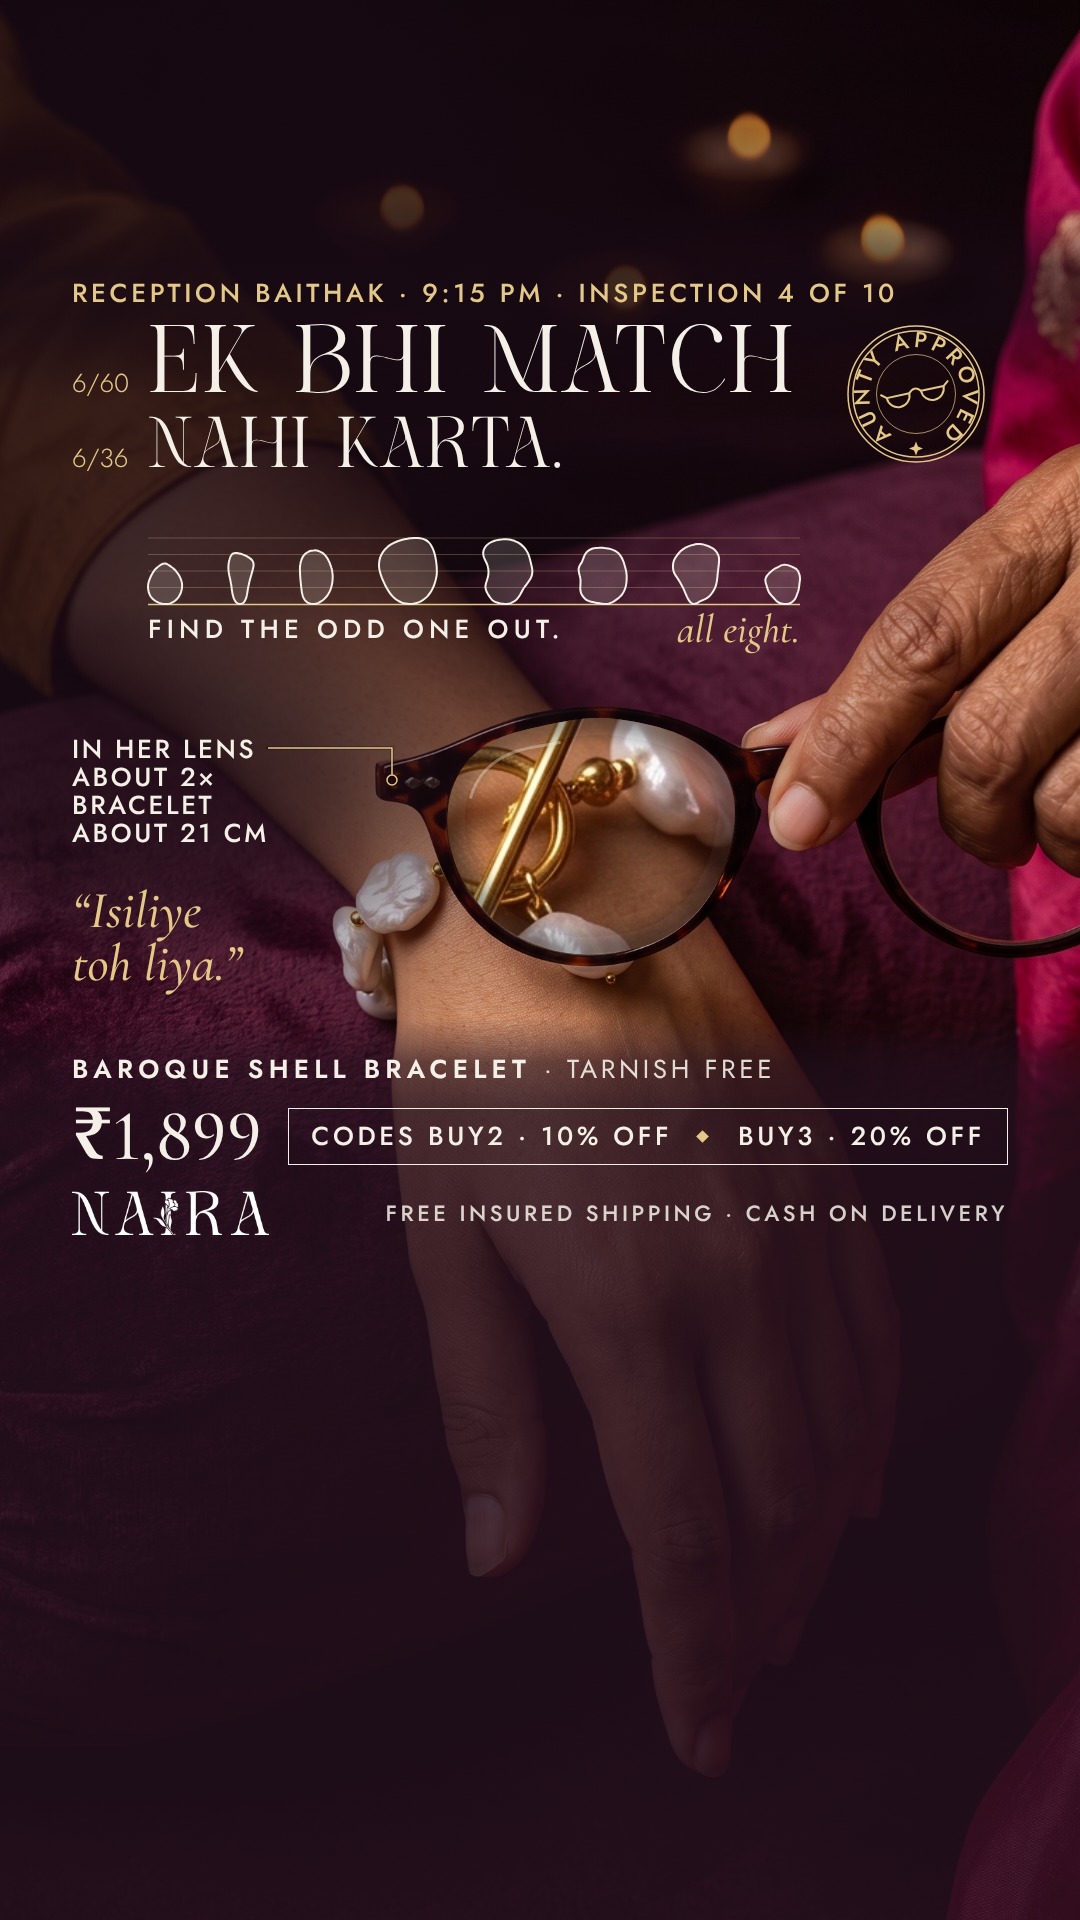 RECEPTION BAITHAK · 9:15 PM · INSPECTION 4 OF 10
6/60 EK BHI MATCH
6/36 NAHI KARTA.
AUNTY APPROVED
FIND THE ODD ONE OUT.
all eight.
IN HER LENS
ABOUT 2×
BRACELET
ABOUT 21 CM
“Isiliye
toh liya.”
BAROQUE SHELL BRACELET · TARNISH FREE
₹1,899
CODES BUY2 · 10% OFF ◆ BUY3 · 20% OFF
NAIRA
FREE INSURED SHIPPING · CASH ON DELIVERY